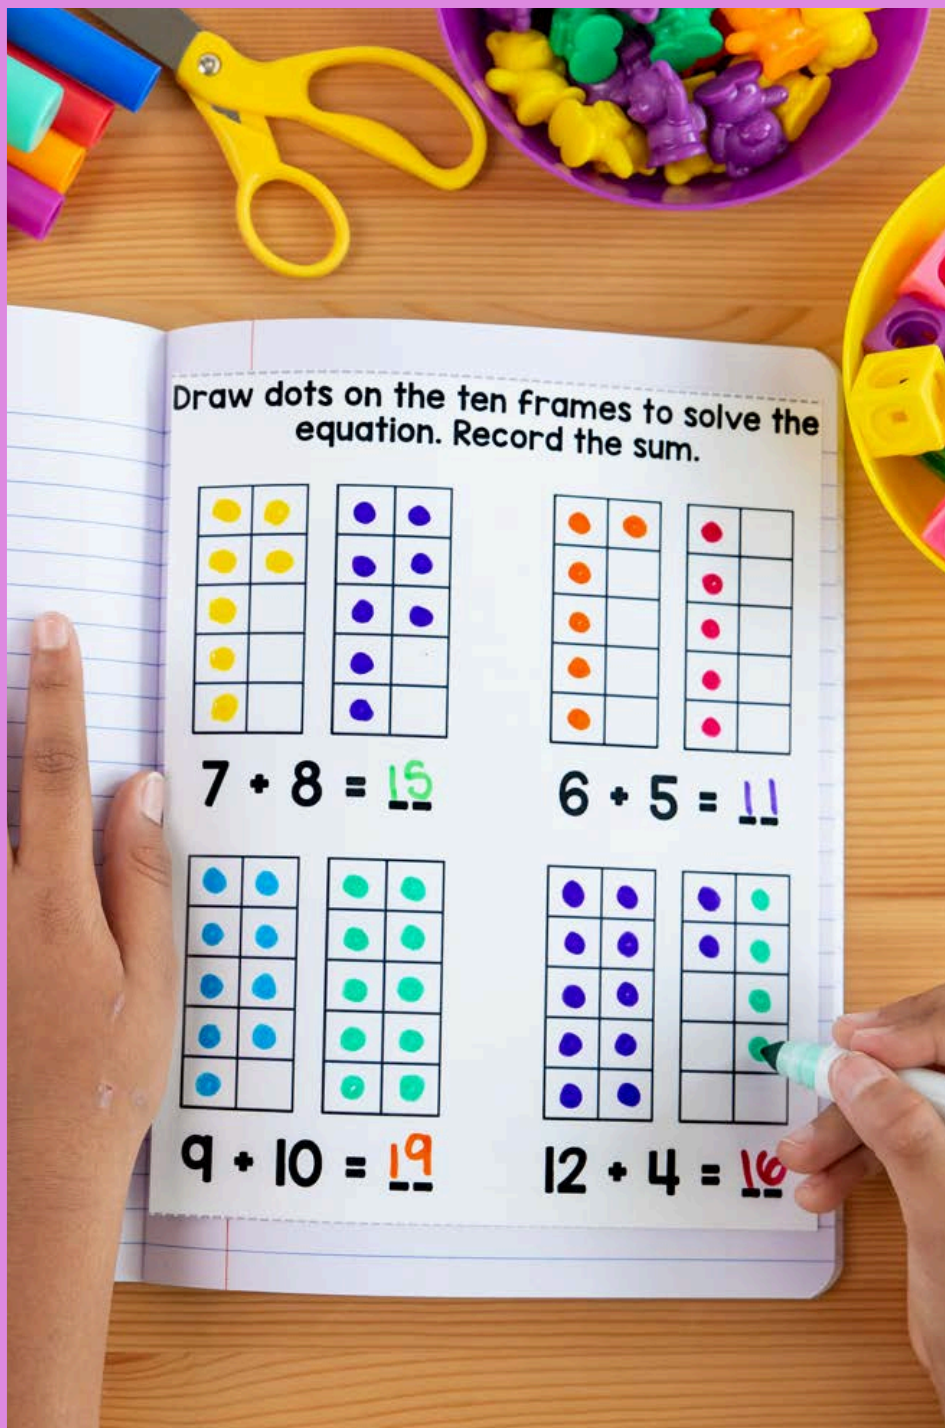 Draw dots on the ten frames to solve the
equation. Record the sum.
7 + 8 = 15
6 + 5 = 11
9 + 10 = 19
12 + 4 = 16